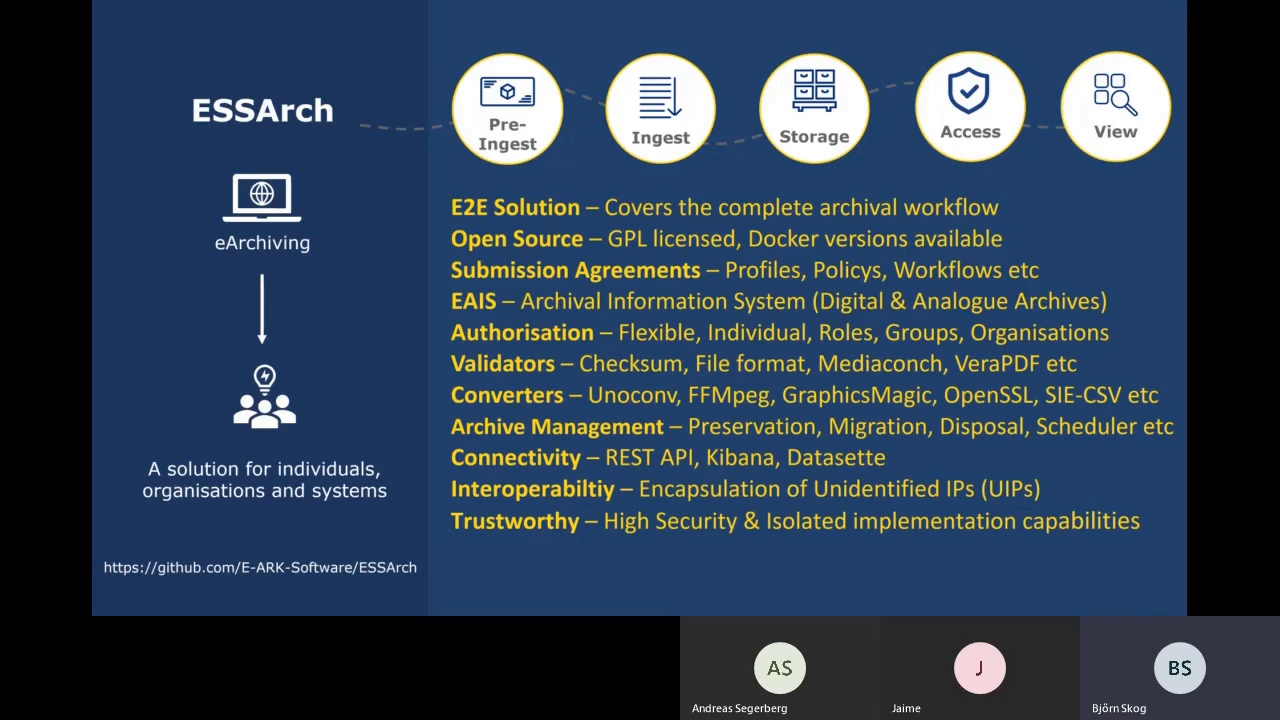 ESSArch
eArchiving
A solution for individuals,
organisations and systems
https://github.com/E-ARK-Software/ESSArch
Pre-
Ingest
Ingest
Storage
Access
View
E2E Solution – Covers the complete archival workflow
Open Source – GPL licensed, Docker versions available
Submission Agreements – Profiles, Policys, Workflows etc
EAIS – Archival Information System (Digital & Analogue Archives)
Authorisation – Flexible, Individual, Roles, Groups, Organisations
Validators – Checksum, File format, Mediaconch, VeraPDF etc
Converters – Unoconv, FFMpeg, GraphicsMagic, OpenSSL, SIE-CSV etc
Archive Management – Preservation, Migration, Disposal, Scheduler etc
Connectivity – REST API, Kibana, Datasette
Interoperabiltiy – Encapsulation of Unidentified IPs (UIPs)
Trustworthy – High Security & Isolated implementation capabilities
AS
Andreas Segerberg
J
Jaime
BS
Björn Skog